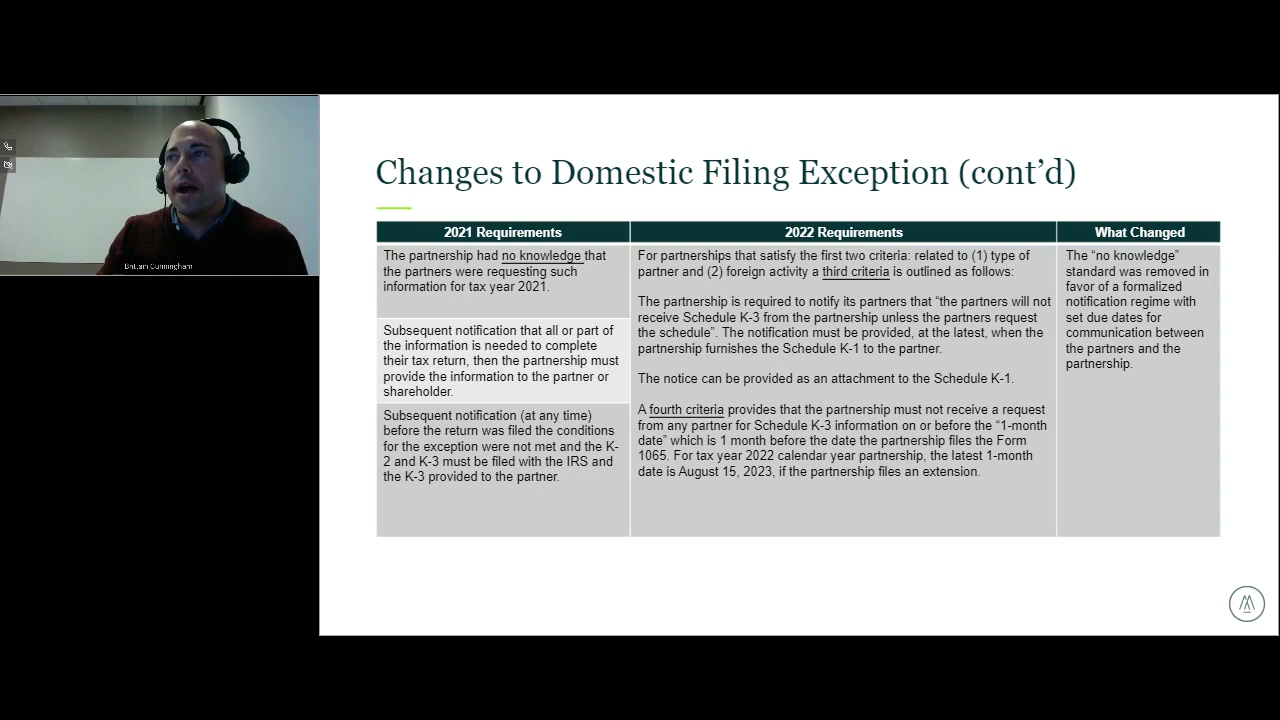 Brittain Cunningham
Changes to Domestic Filing Exception (cont’d)
2021 Requirements
2022 Requirements
What Changed
The partnership had no knowledge that
the partners were requesting such
information for tax year 2021.
Subsequent notification that all or part of
the information is needed to complete
their tax return, then the partnership must
provide the information to the partner or
shareholder.
Subsequent notification (at any time)
before the return was filed the conditions
for the exception were not met and the K-
2 and K-3 must be filed with the IRS and
the K-3 provided to the partner.
For partnerships that satisfy the first two criteria: related to (1) type of
partner and (2) foreign activity a third criteria is outlined as follows:
The partnership is required to notify its partners that “the partners will not
receive Schedule K-3 from the partnership unless the partners request
the schedule”. The notification must be provided, at the latest, when the
partnership furnishes the Schedule K-1 to the partner.
The notice can be provided as an attachment to the Schedule K-1.
A fourth criteria provides that the partnership must not receive a request
from any partner for Schedule K-3 information on or before the “1-month
date” which is 1 month before the date the partnership files the Form
1065. For tax year 2022 calendar year partnership, the latest 1-month
date is August 15, 2023, if the partnership files an extension.
The “no knowledge”
standard was removed in
favor of a formalized
notification regime with
set due dates for
communication between
the partners and the
partnership.